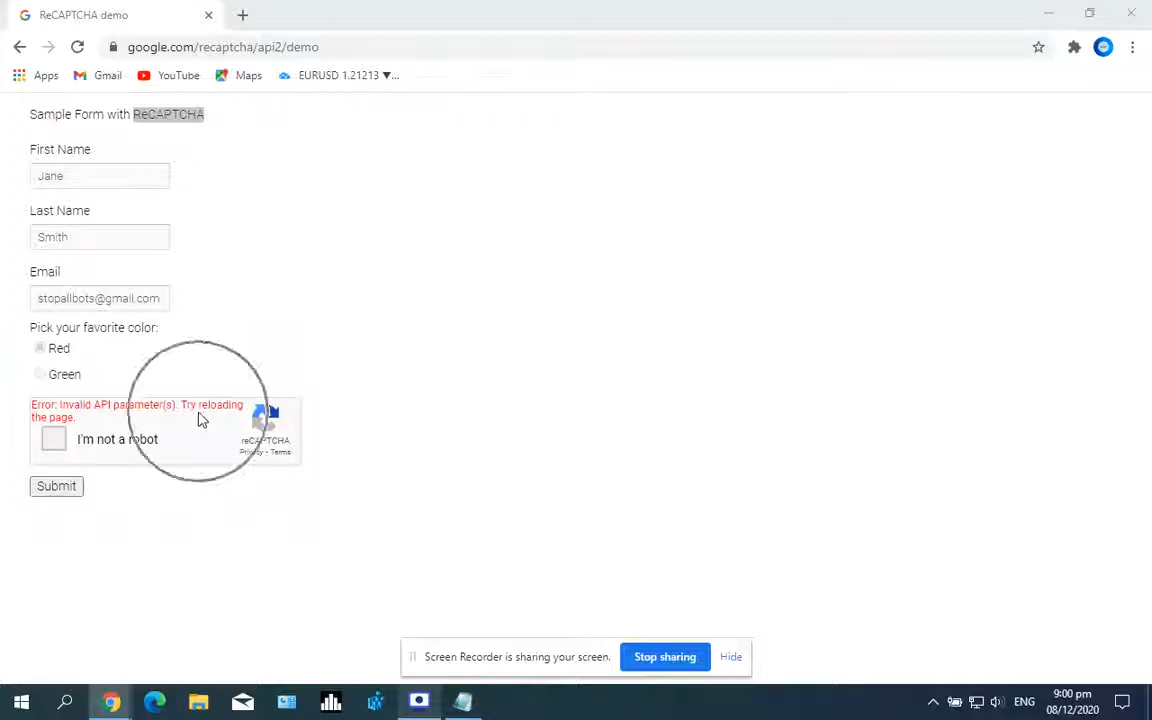 ReCAPTCHA demo
google.com/recaptcha/api2/demo
Apps Gmail YouTube Maps EURUSD 1.21213 ▼...
Sample Form with ReCAPTCHA
First Name
Jane
Last Name
Smith
Email
stopallbots@gmail.com
Pick your favorite color:
Red
Green
Error: Invalid API parameter(s). Try reloading
the page.
I'm not a robot
reCAPTCHA
Privacy - Terms
Submit
Screen Recorder is sharing your screen. Stop sharing Hide
ENG
9:00 pm
08/12/2020